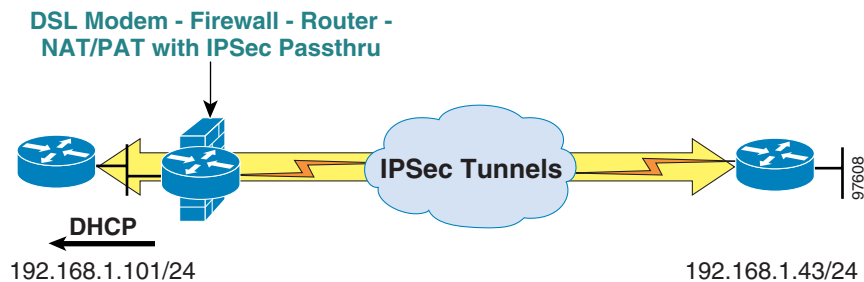 DSL Modem - Firewall - Router -
NAT/PAT with IPSec Passthru
IPSec Tunnels
97608
DHCP
192.168.1.101/24
192.168.1.43/24